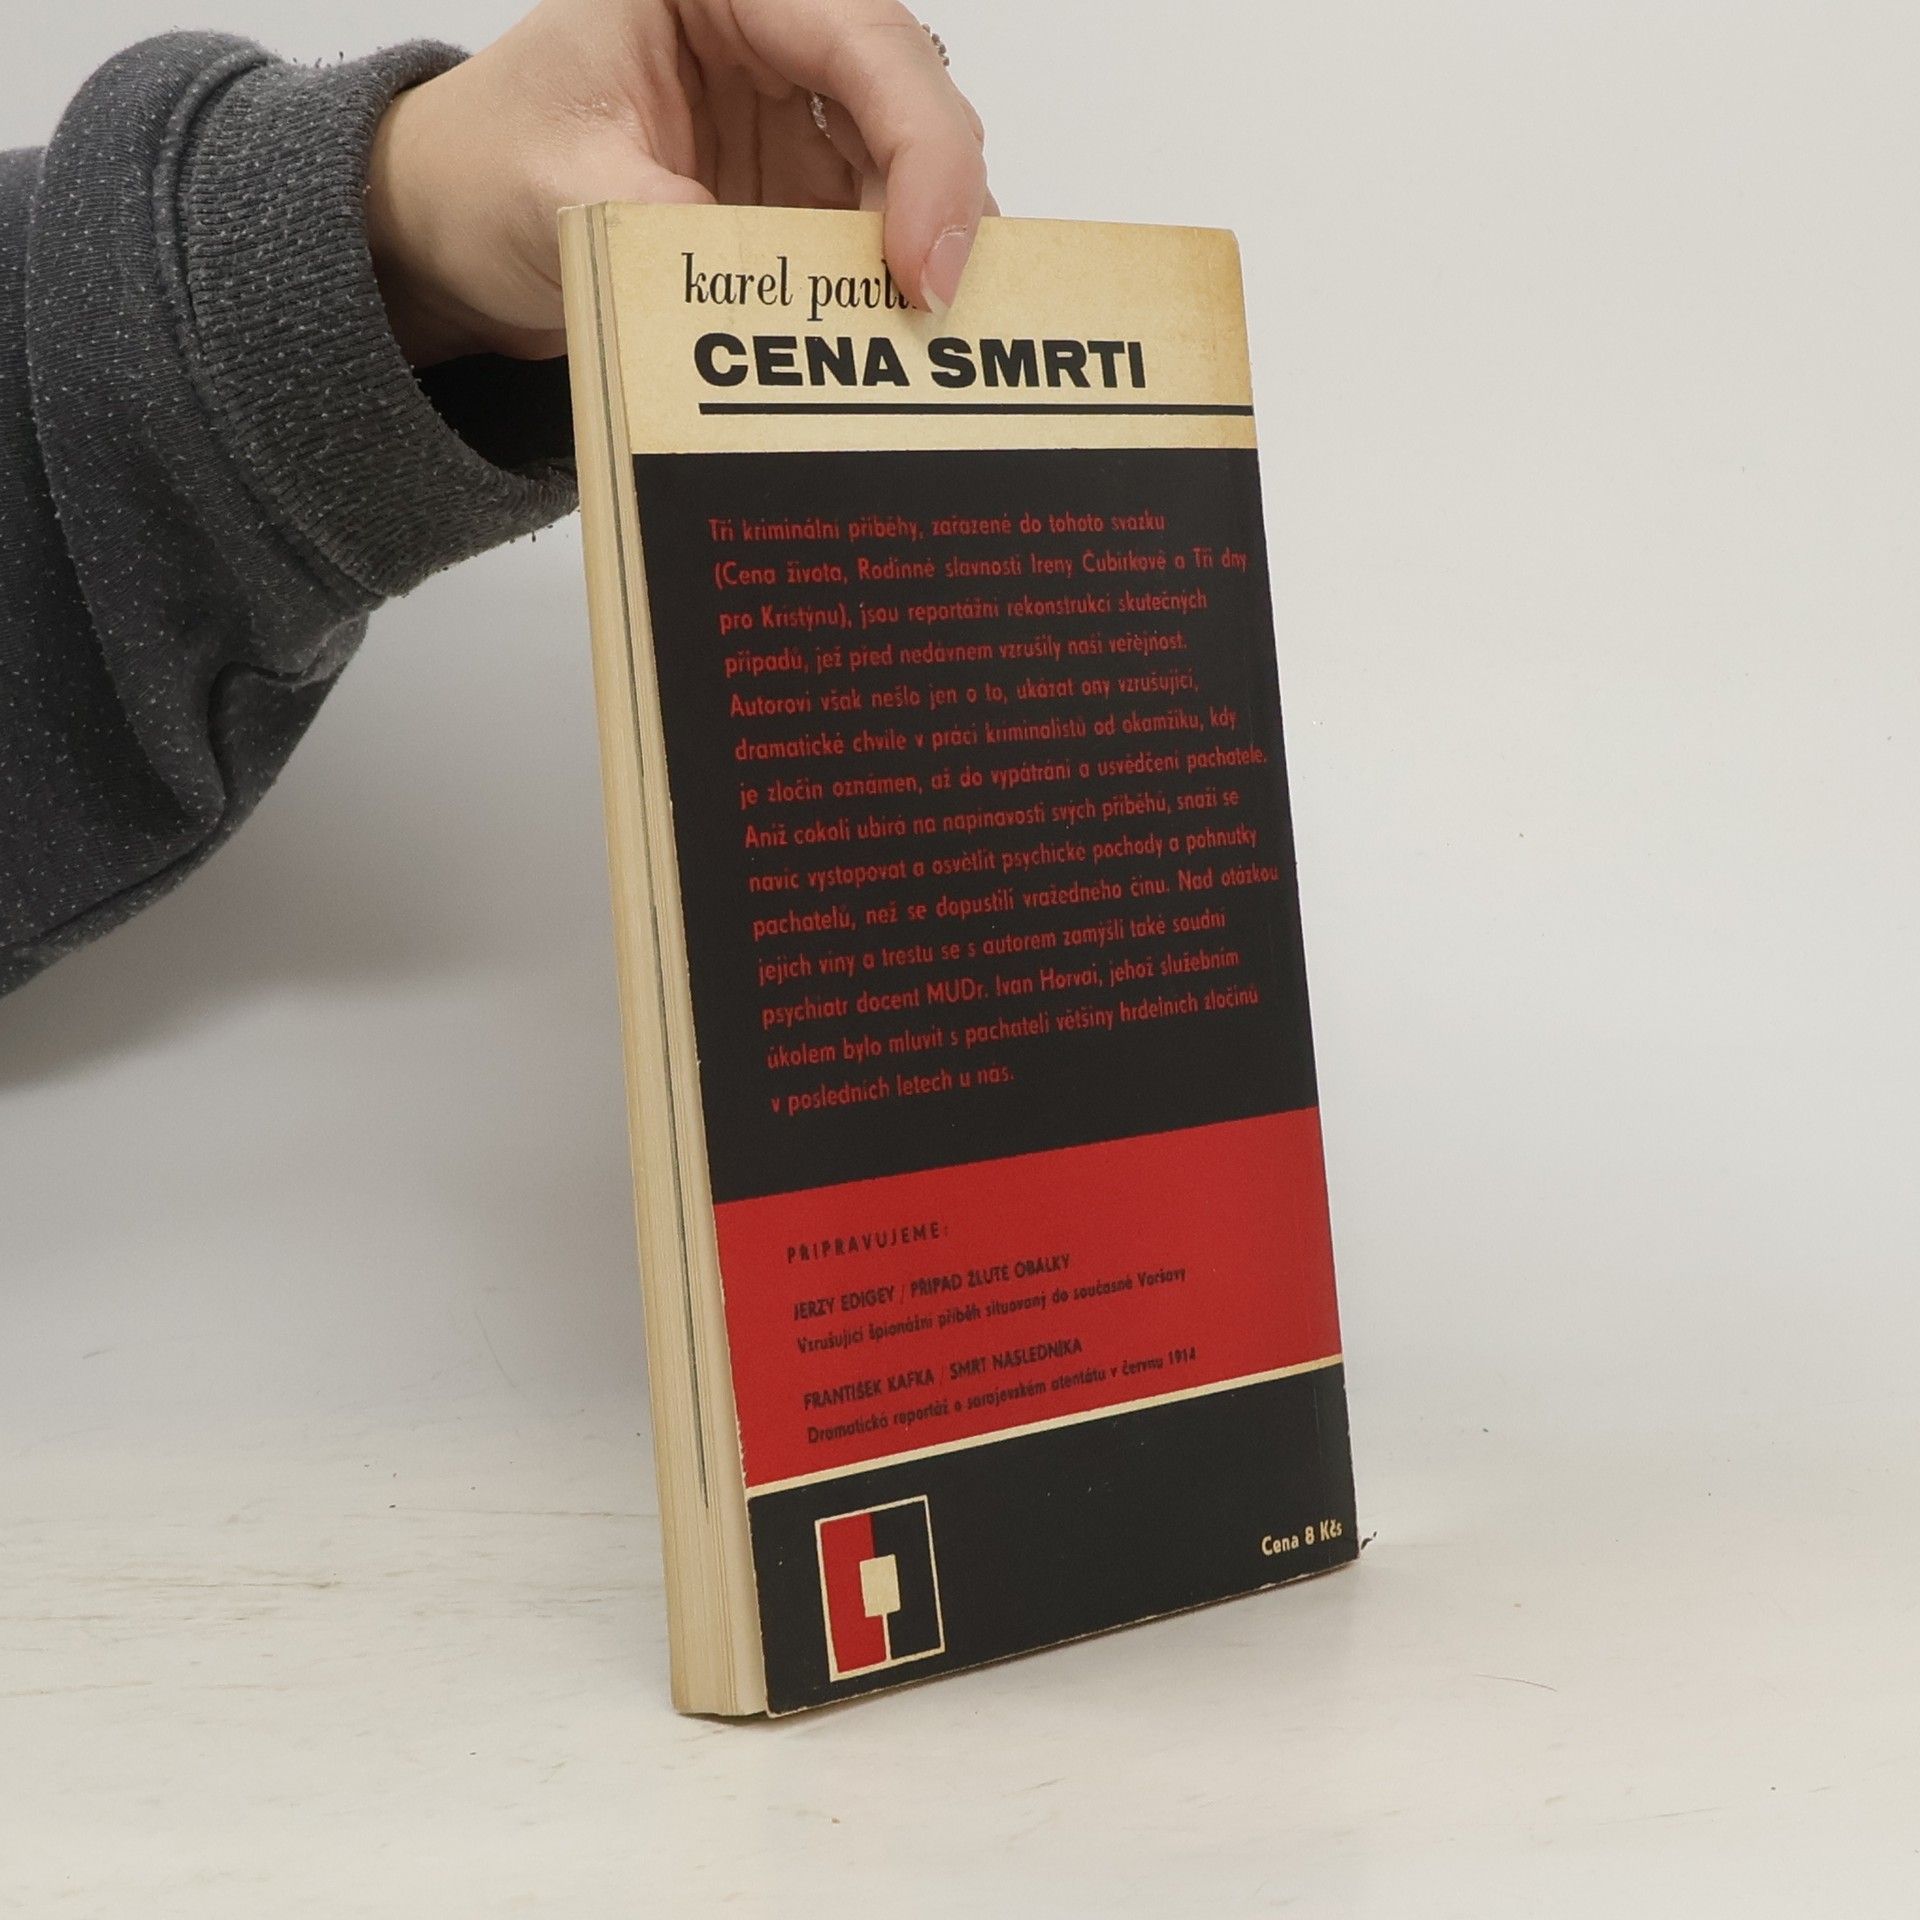 karel
CENA SMRTI
Tři kriminální příběhy, zařazené do tohoto svazku
(Cena života, Rodinné slavnosti Ireny Čubírkové a Tři dny
pro Kristýnu), jsou reportážní rekonstrukcí skutečných
případů, jež před nedávnem vzrušily naši veřejnost.
Autorovi však nešlo jen o to, ukázat ony vzrušující,
dramatické chvíle v práci kriminalistů od okamžiku, kdy
je zločin oznámen, až do vypátrání a usvědčení pachatele.
Aniž cokoli ubírá na napínavosti svých příběhů, snaží se
navíc vystopovat a osvětlit psychické pochody a pohnutky
pachatelů, než se dopustili vražedného činu. Nad otázkou
jejich viny a trestu se s autorem zamýšlí také soudní
psychiatr docent MUDr. Ivan Horvai, jehož služebním
úkolem bylo mluvit s pachateli většiny hrdelních zločinů
v posledních letech u nás.
PŘIPRAVUJEME:
JERZY EDIGEY / PŘÍPAD ŽLUTÉ OBÁLKY
Vzrušující špionážní příběh situovaný do současné Varšavy
FRANTIŠEK KAFKA / SMRT NÁSLEDNÍKA
Dramatická reportáž o sarajevském atentátu v červnu 1914
Cena 8 Kčs